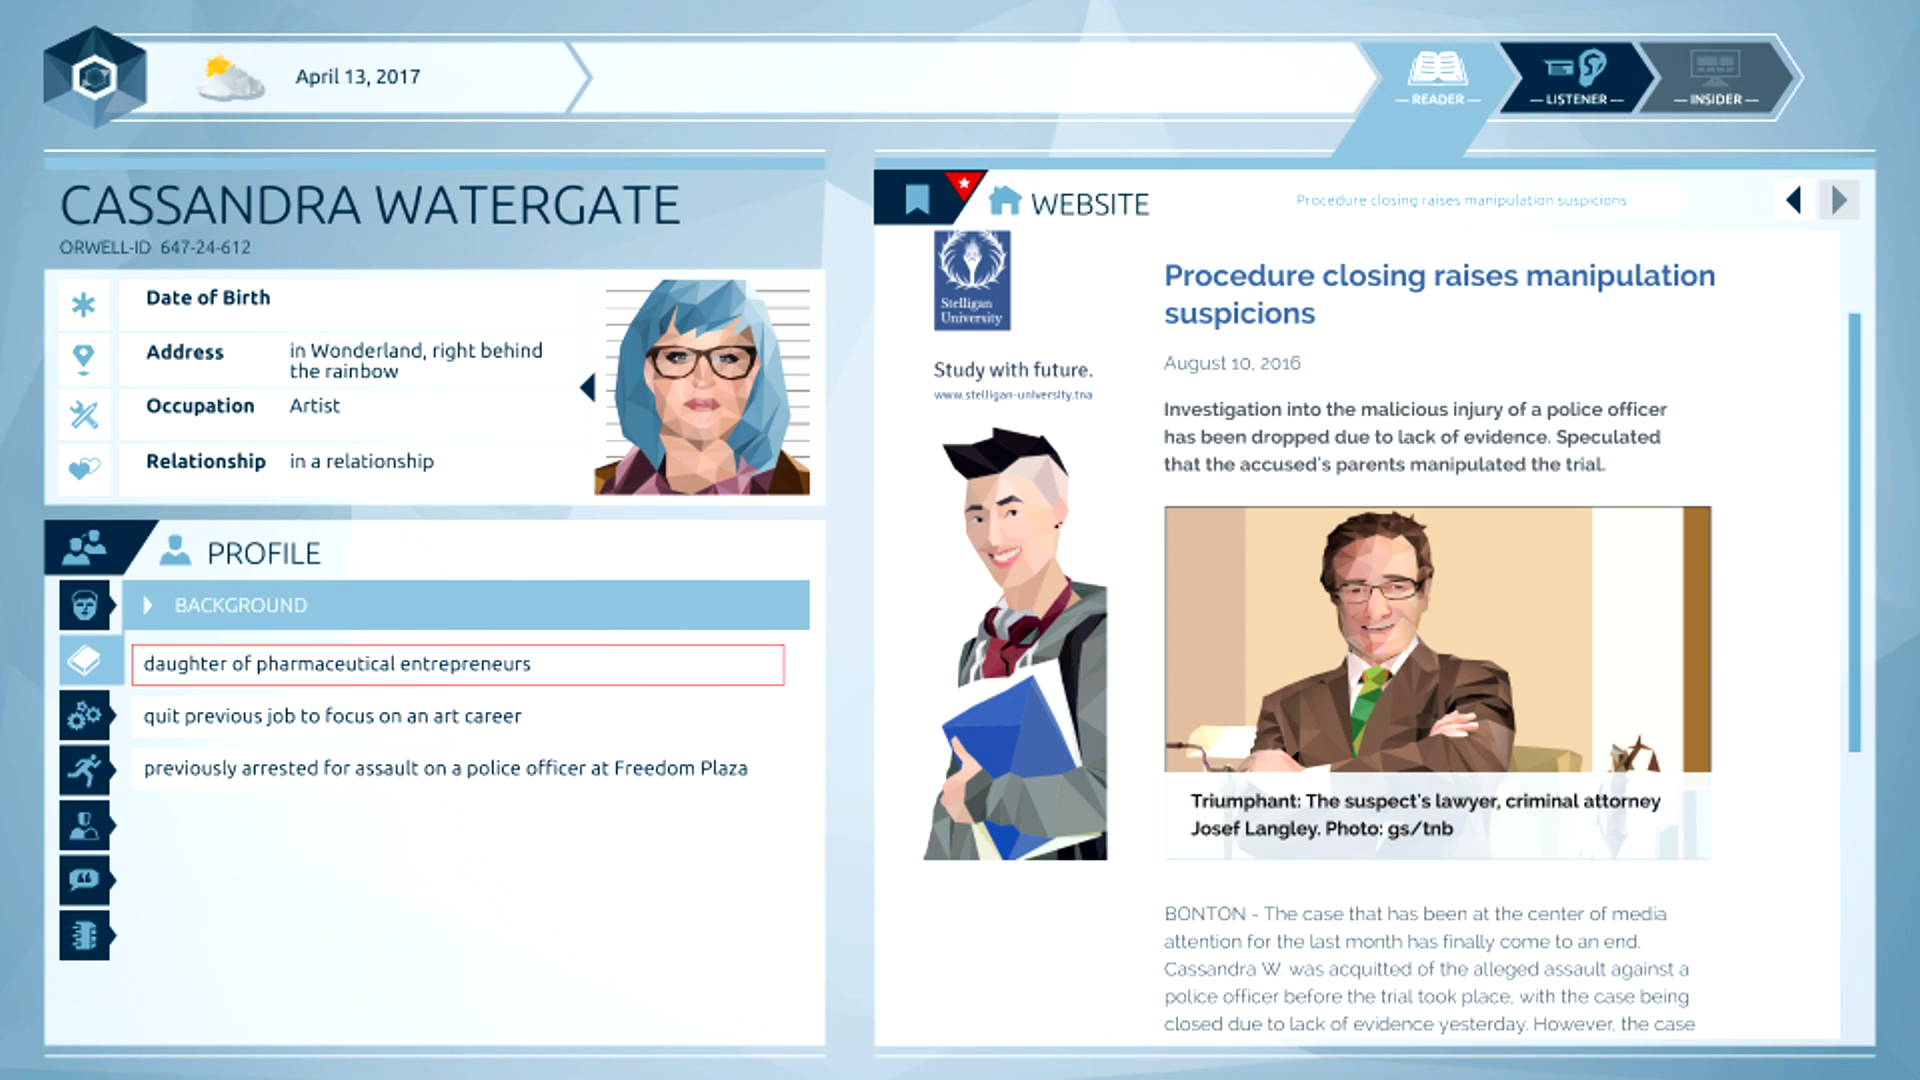 April 13, 2017
READER
LISTENER
INSIDER
CASSANDRA WATERGATE
ORWELL-ID 647-24-612
Date of Birth
Address in Wonderland, right behind
the rainbow
Occupation Artist
Relationship in a relationship
PROFILE
BACKGROUND
daughter of pharmaceutical entrepreneurs
quit previous job to focus on an art career
previously arrested for assault on a police officer at Freedom Plaza
WEBSITE
Procedure closing raises manipulation suspicions
Stelligan
University
Study with future.
www.stelligan-university.tna
Procedure closing raises manipulation
suspicions
August 10, 2016
Investigation into the malicious injury of a police officer
has been dropped due to lack of evidence. Speculated
that the accused's parents manipulated the trial.
Triumphant: The suspect's lawyer, criminal attorney
Josef Langley. Photo: gs/tnb
BONTON - The case that has been at the center of media
attention for the last month has finally come to an end.
Cassandra W. was acquitted of the alleged assault against a
police officer before the trial took place, with the case being
closed due to lack of evidence yesterday. However, the case